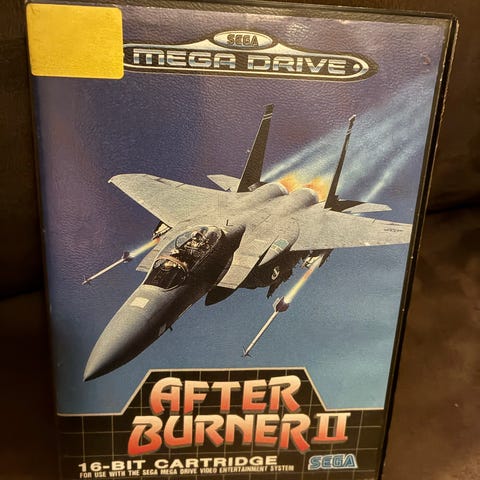 SEGA
MEGA DRIVE
AFTER
BURNER II
16-BIT CARTRIDGE
FOR USE WITH THE SEGA MEGA DRIVE VIDEO ENTERTAINMENT SYSTEM
SEGA